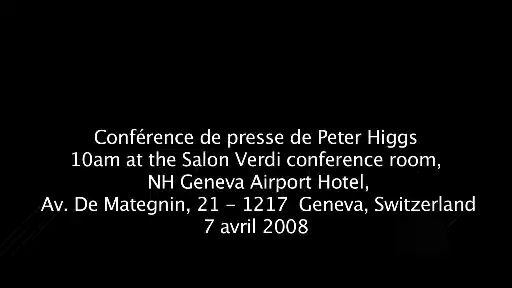 Conférence de presse de Peter Higgs
10am at the Salon Verdi conference room,
NH Geneva Airport Hotel,
Av. De Mategnin, 21 - 1217 Geneva, Switzerland
7 avril 2008